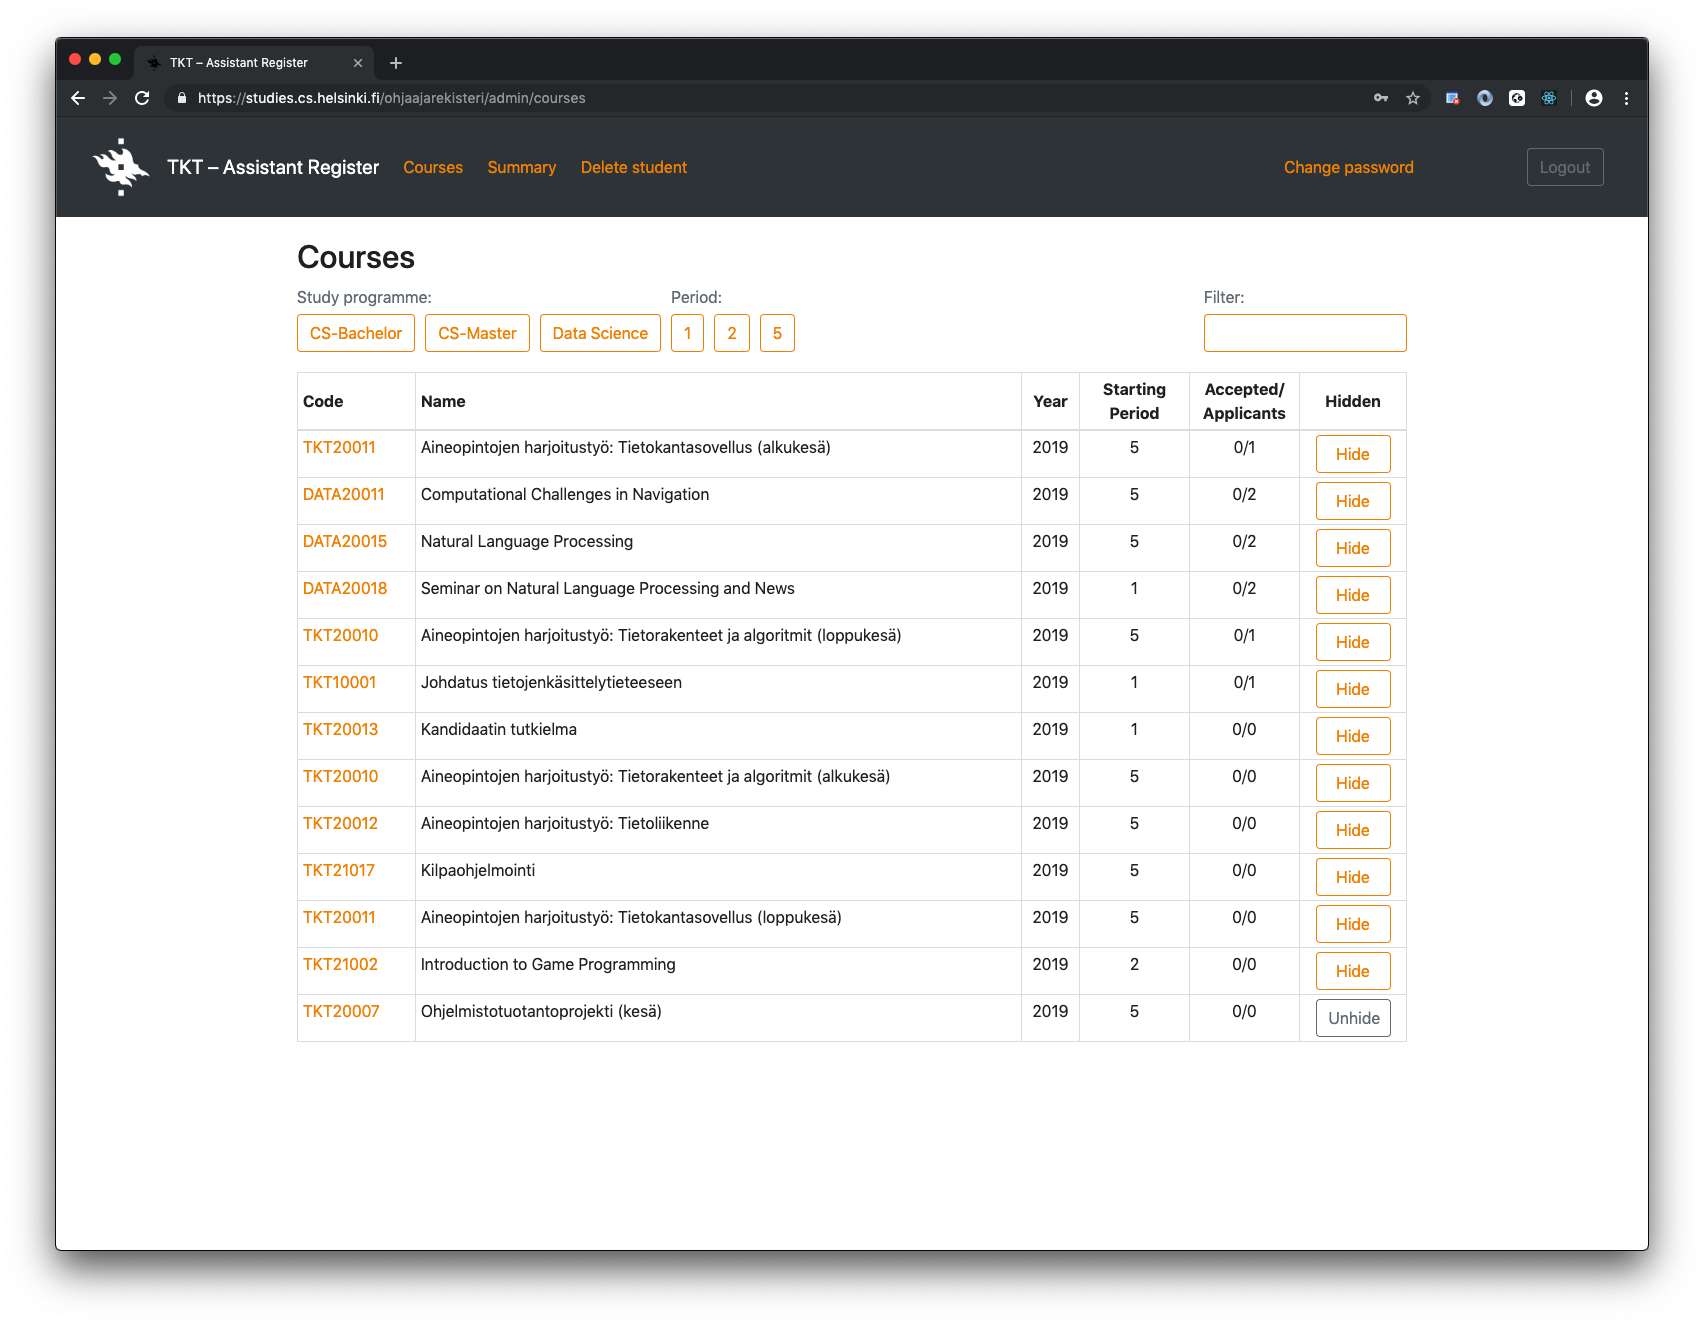 TKT – Assistant Register
https://studies.cs.helsinki.fi/ohjaajarekisteri/admin/courses
TKT – Assistant Register Courses Summary Delete student Change password Logout
Courses
Study programme: Period: Filter:
CS-Bachelor CS-Master Data Science 1 2 5
Code Name Year Starting Period Accepted/ Applicants Hidden
TKT20011 Aineopintojen harjoitustyö: Tietokantasovellus (alkukesä) 2019 5 0/1 Hide
DATA20011 Computational Challenges in Navigation 2019 5 0/2 Hide
DATA20015 Natural Language Processing 2019 5 0/2 Hide
DATA20018 Seminar on Natural Language Processing and News 2019 1 0/2 Hide
TKT20010 Aineopintojen harjoitustyö: Tietorakenteet ja algoritmit (loppukesä) 2019 5 0/1 Hide
TKT10001 Johdatus tietojenkäsittelytieteeseen 2019 1 0/1 Hide
TKT20013 Kandidaatin tutkielma 2019 1 0/0 Hide
TKT20010 Aineopintojen harjoitustyö: Tietorakenteet ja algoritmit (alkukesä) 2019 5 0/0 Hide
TKT20012 Aineopintojen harjoitustyö: Tietoliikenne 2019 5 0/0 Hide
TKT21017 Kilpaohjelmointi 2019 5 0/0 Hide
TKT20011 Aineopintojen harjoitustyö: Tietokantasovellus (loppukesä) 2019 5 0/0 Hide
TKT21002 Introduction to Game Programming 2019 2 0/0 Hide
TKT20007 Ohjelmistotuotantoprojekti (kesä) 2019 5 0/0 Unhide